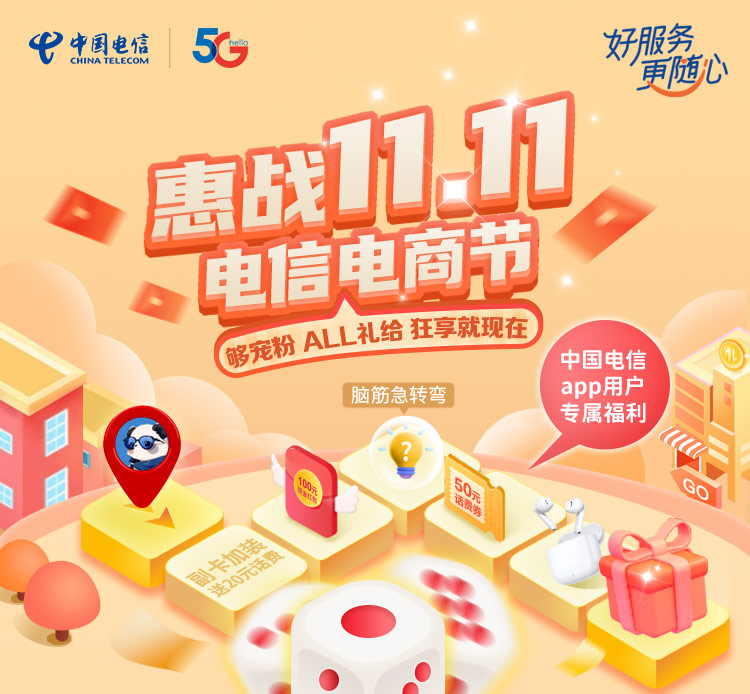 中国电信
CHINA TELECOM
5G
hello
好服务
更随心
惠战11.11
电信电商节
够宠粉 ALL礼给 狂享就现在
中国电信
app用户
专属福利
脑筋急转弯
?
100元
50元
话费券
GO
副卡加装
送20元话费